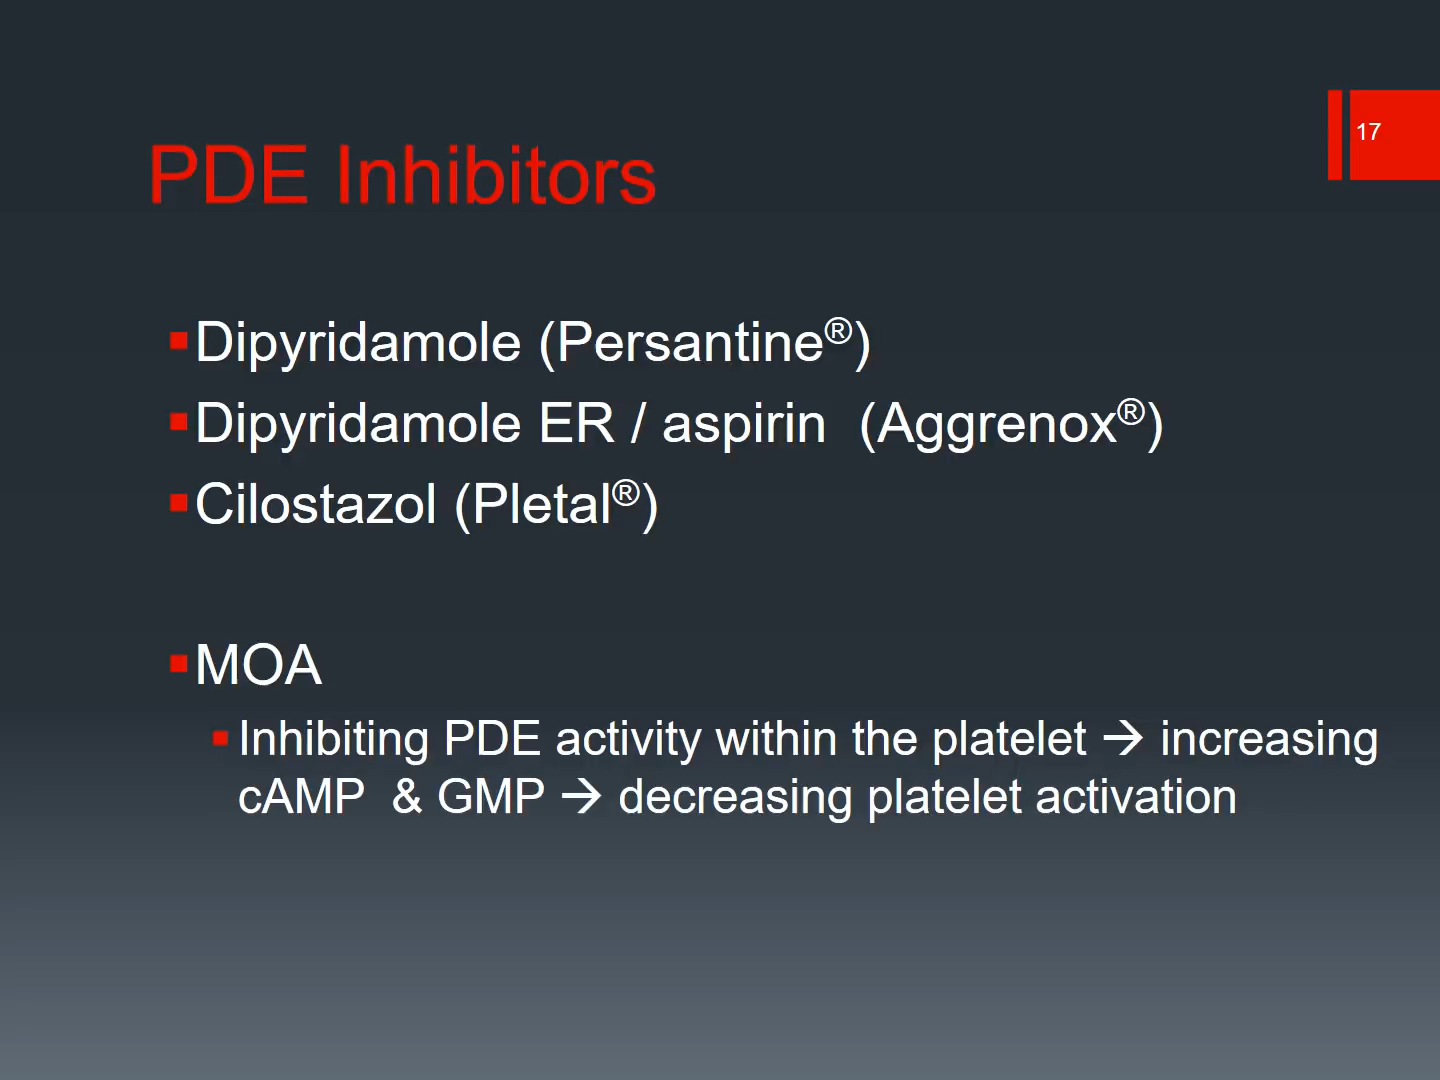 17
PDE Inhibitors
▪Dipyridamole (Persantine®)
▪Dipyridamole ER / aspirin  (Aggrenox®)
▪Cilostazol (Pletal®)
▪MOA
▪Inhibiting PDE activity within the platelet → increasing
cAMP  & GMP → decreasing platelet activation